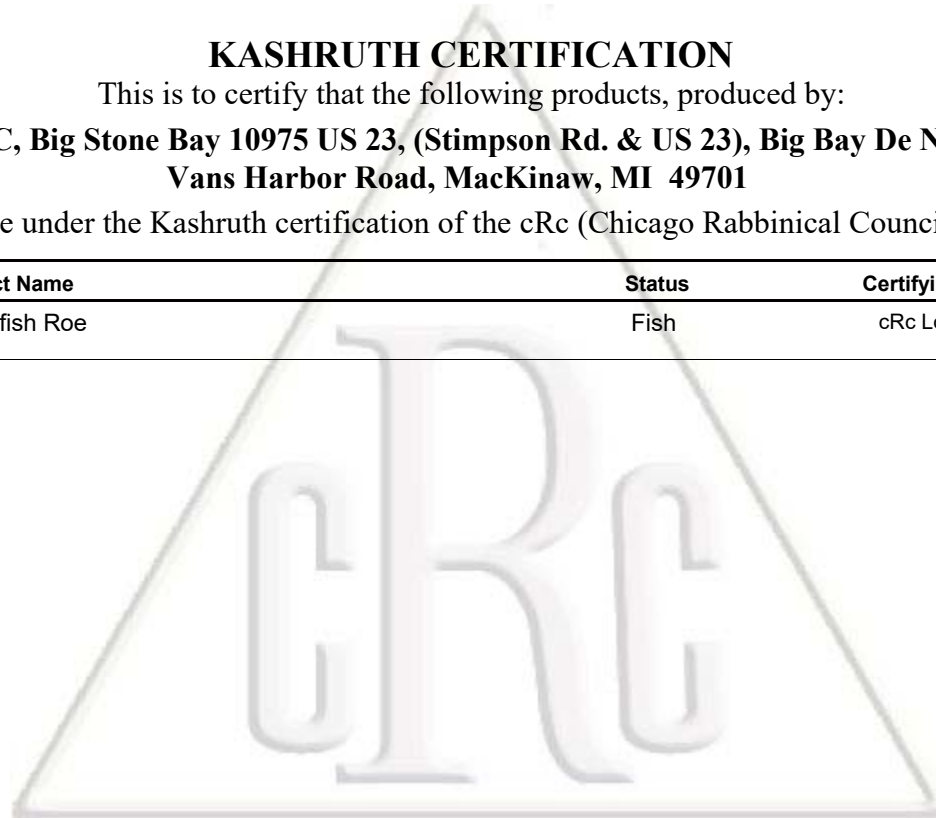 KASHRUTH CERTIFICATION
This is to certify that the following products, produced by:
C, Big Stone Bay 10975 US 23, (Stimpson Rd. & US 23), Big Bay De N
Vans Harbor Road, MacKinaw, MI 49701
e under the Kashruth certification of the cRc (Chicago Rabbinical Counci
ct Name Status Certifyi
fish Roe Fish cRc L
cRc